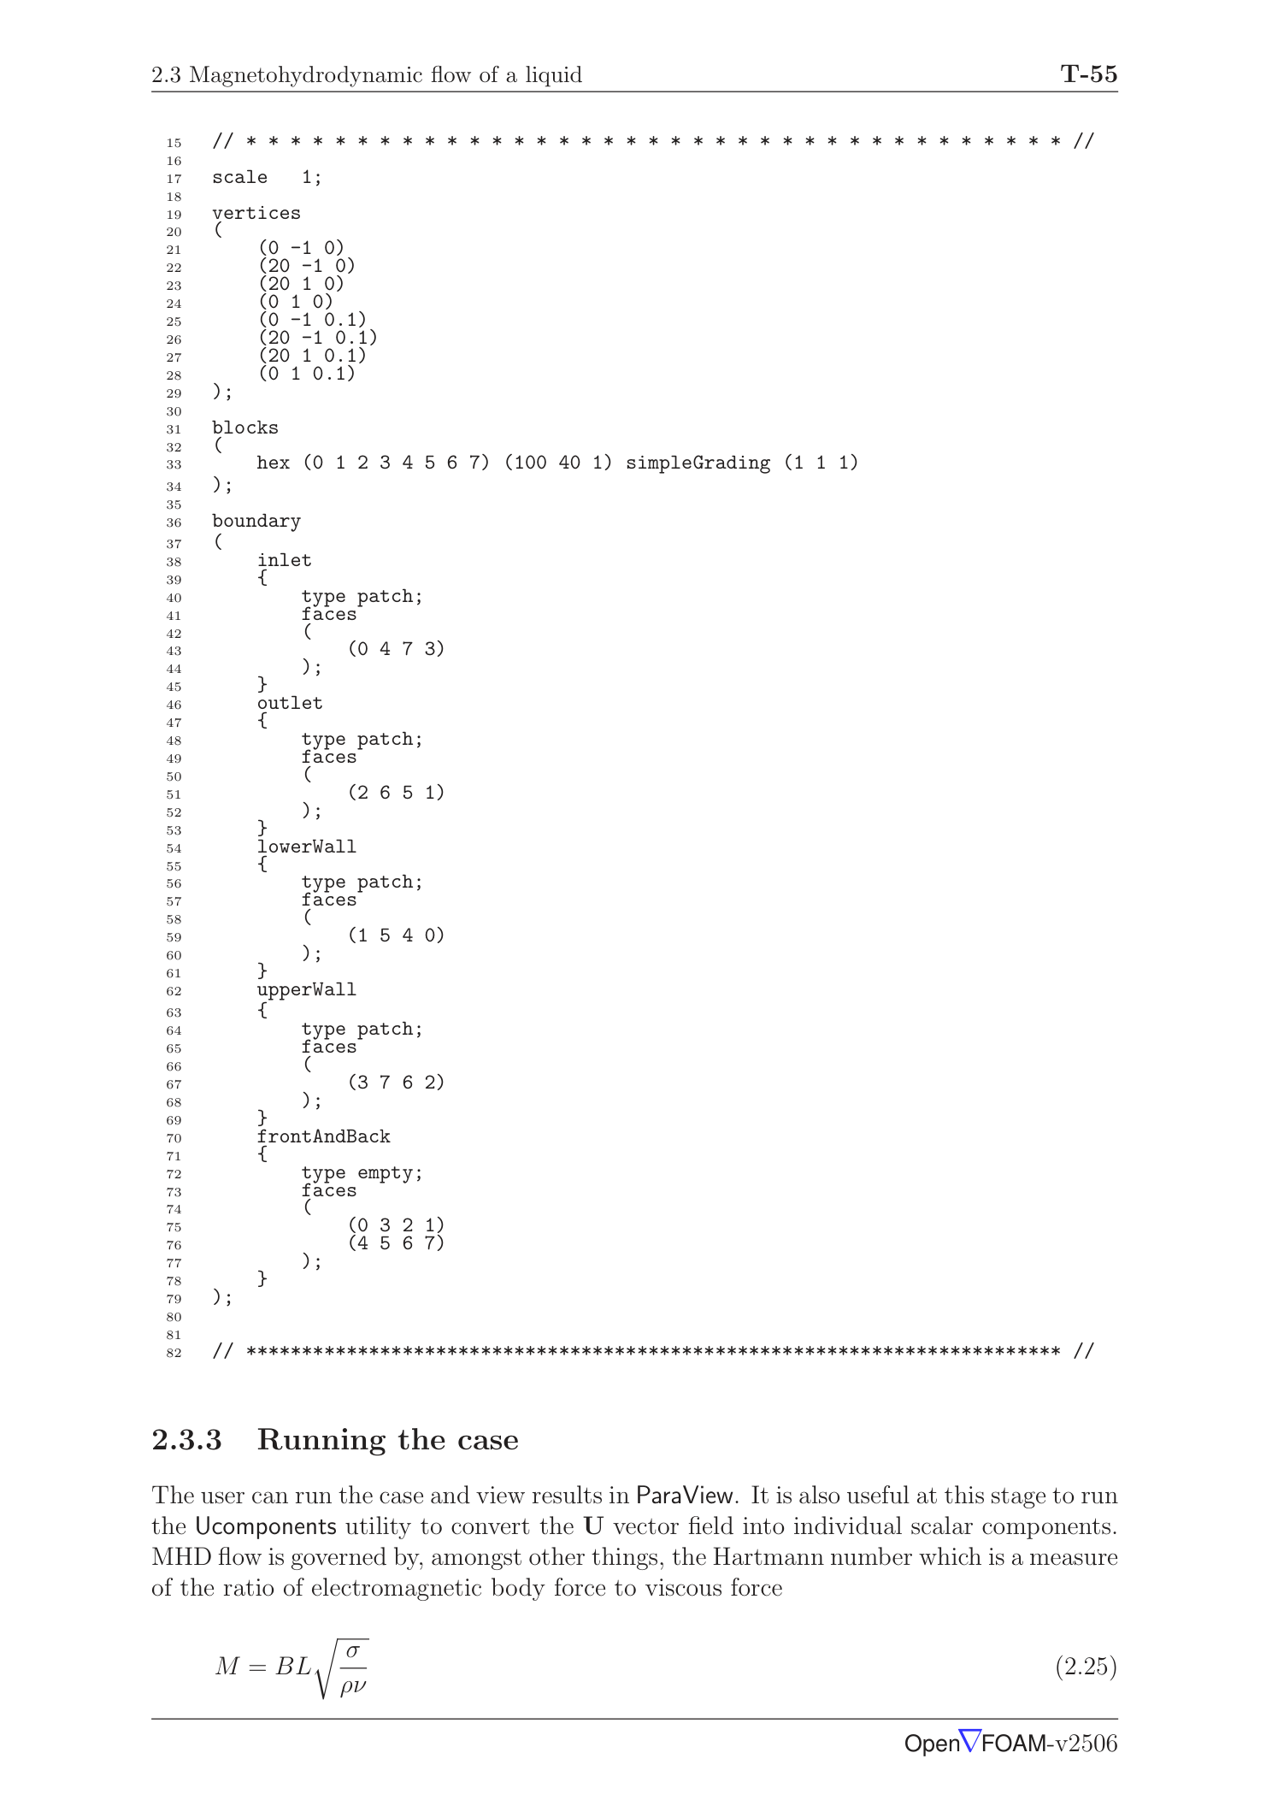 2.3 Magnetohydrodynamic flow of a liquid T-55
15 // * * * * * * * * * * * * * * * * * * * * * * * * * * * * * * * * * * * * * //
16
17 scale   1;
18
19 vertices
20 (
21     (0 -1 0)
22     (20 -1 0)
23     (20 1 0)
24     (0 1 0)
25     (0 -1 0.1)
26     (20 -1 0.1)
27     (20 1 0.1)
28     (0 1 0.1)
29 );
30
31 blocks
32 (
33     hex (0 1 2 3 4 5 6 7) (100 40 1) simpleGrading (1 1 1)
34 );
35
36 boundary
37 (
38     inlet
39     {
40         type patch;
41         faces
42         (
43             (0 4 7 3)
44         );
45     }
46     outlet
47     {
48         type patch;
49         faces
50         (
51             (2 6 5 1)
52         );
53     }
54     lowerWall
55     {
56         type patch;
57         faces
58         (
59             (1 5 4 0)
60         );
61     }
62     upperWall
63     {
64         type patch;
65         faces
66         (
67             (3 7 6 2)
68         );
69     }
70     frontAndBack
71     {
72         type empty;
73         faces
74         (
75             (0 3 2 1)
76             (4 5 6 7)
77         );
78     }
79 );
80
81
82 // ************************************************************************* //
2.3.3 Running the case
The user can run the case and view results in ParaView. It is also useful at this stage to run
the Ucomponents utility to convert the U vector field into individual scalar components.
MHD flow is governed by, amongst other things, the Hartmann number which is a measure
of the ratio of electromagnetic body force to viscous force
M = BL√(σ/ρν) (2.25)
Open∇FOAM-v2506